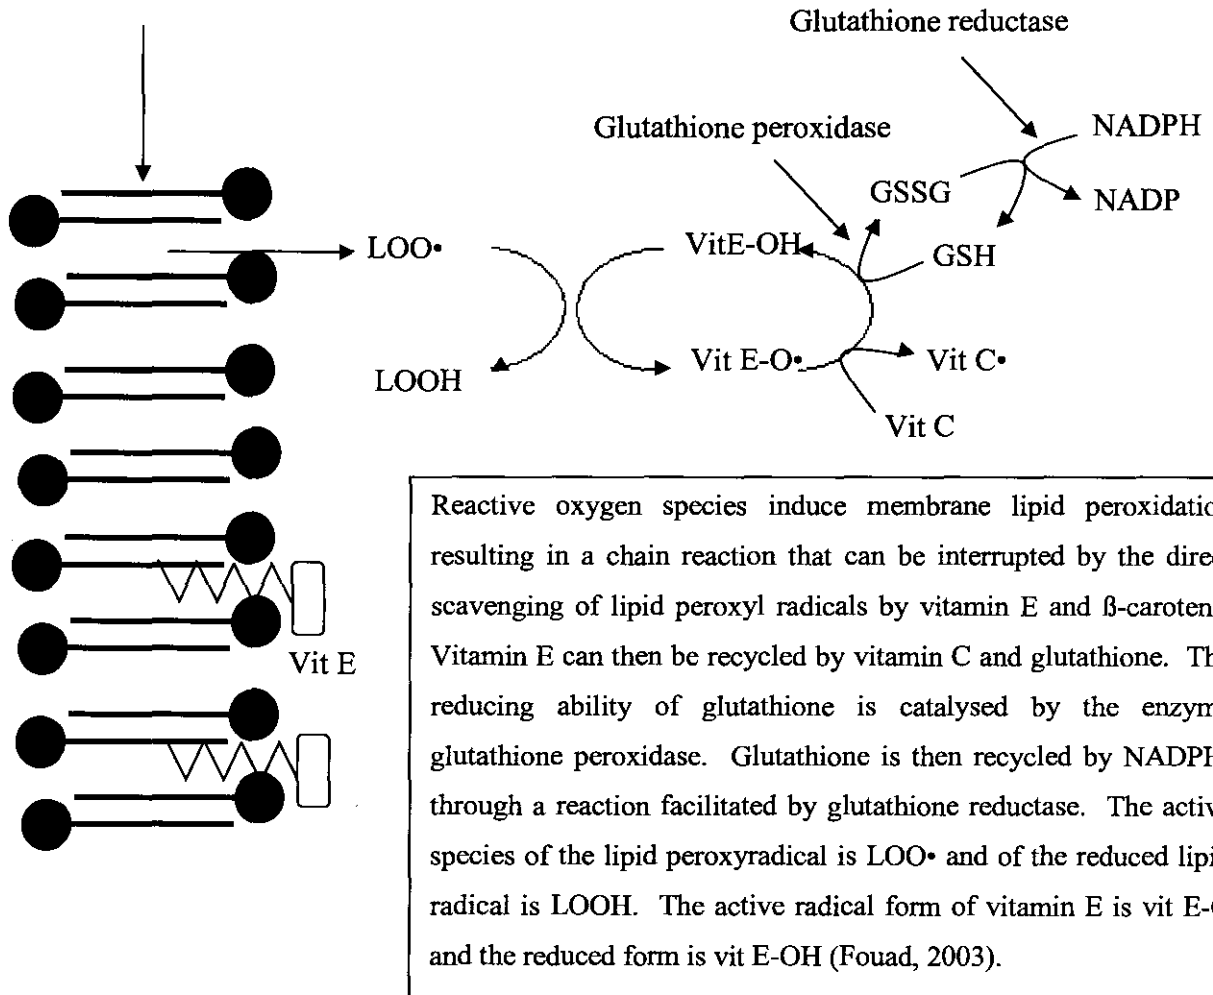 Glutathione reductase
Glutathione peroxidase
NADPH
GSSG
NADP
LOO•
VitE-OH
GSH
LOOH
Vit E-O•
Vit C•
Vit C
Vit E
Reactive oxygen species induce membrane lipid peroxidatio
resulting in a chain reaction that can be interrupted by the direc
scavenging of lipid peroxyl radicals by vitamin E and ß-caroten
Vitamin E can then be recycled by vitamin C and glutathione. Th
reducing ability of glutathione is catalysed by the enzym
glutathione peroxidase. Glutathione is then recycled by NADPH
through a reaction facilitated by glutathione reductase. The activ
species of the lipid peroxyradical is LOO• and of the reduced lipi
radical is LOOH. The active radical form of vitamin E is vit E-O
and the reduced form is vit E-OH (Fouad, 2003).